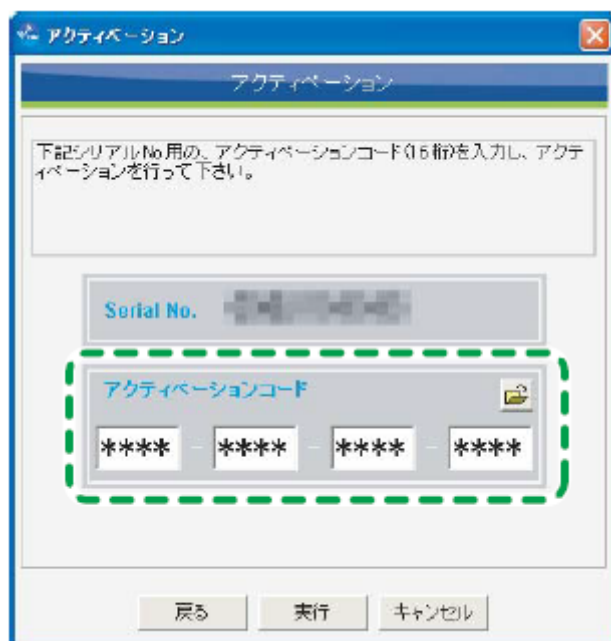 アクティベーション
アクティベーション
下記シリアルNo.用の、アクティベーションコード(16桁)を入力し、アクテ
ィベーションを行って下さい。
Serial No.
アクティベーションコード
**** - **** - **** - ****
戻る 実行 キャンセル